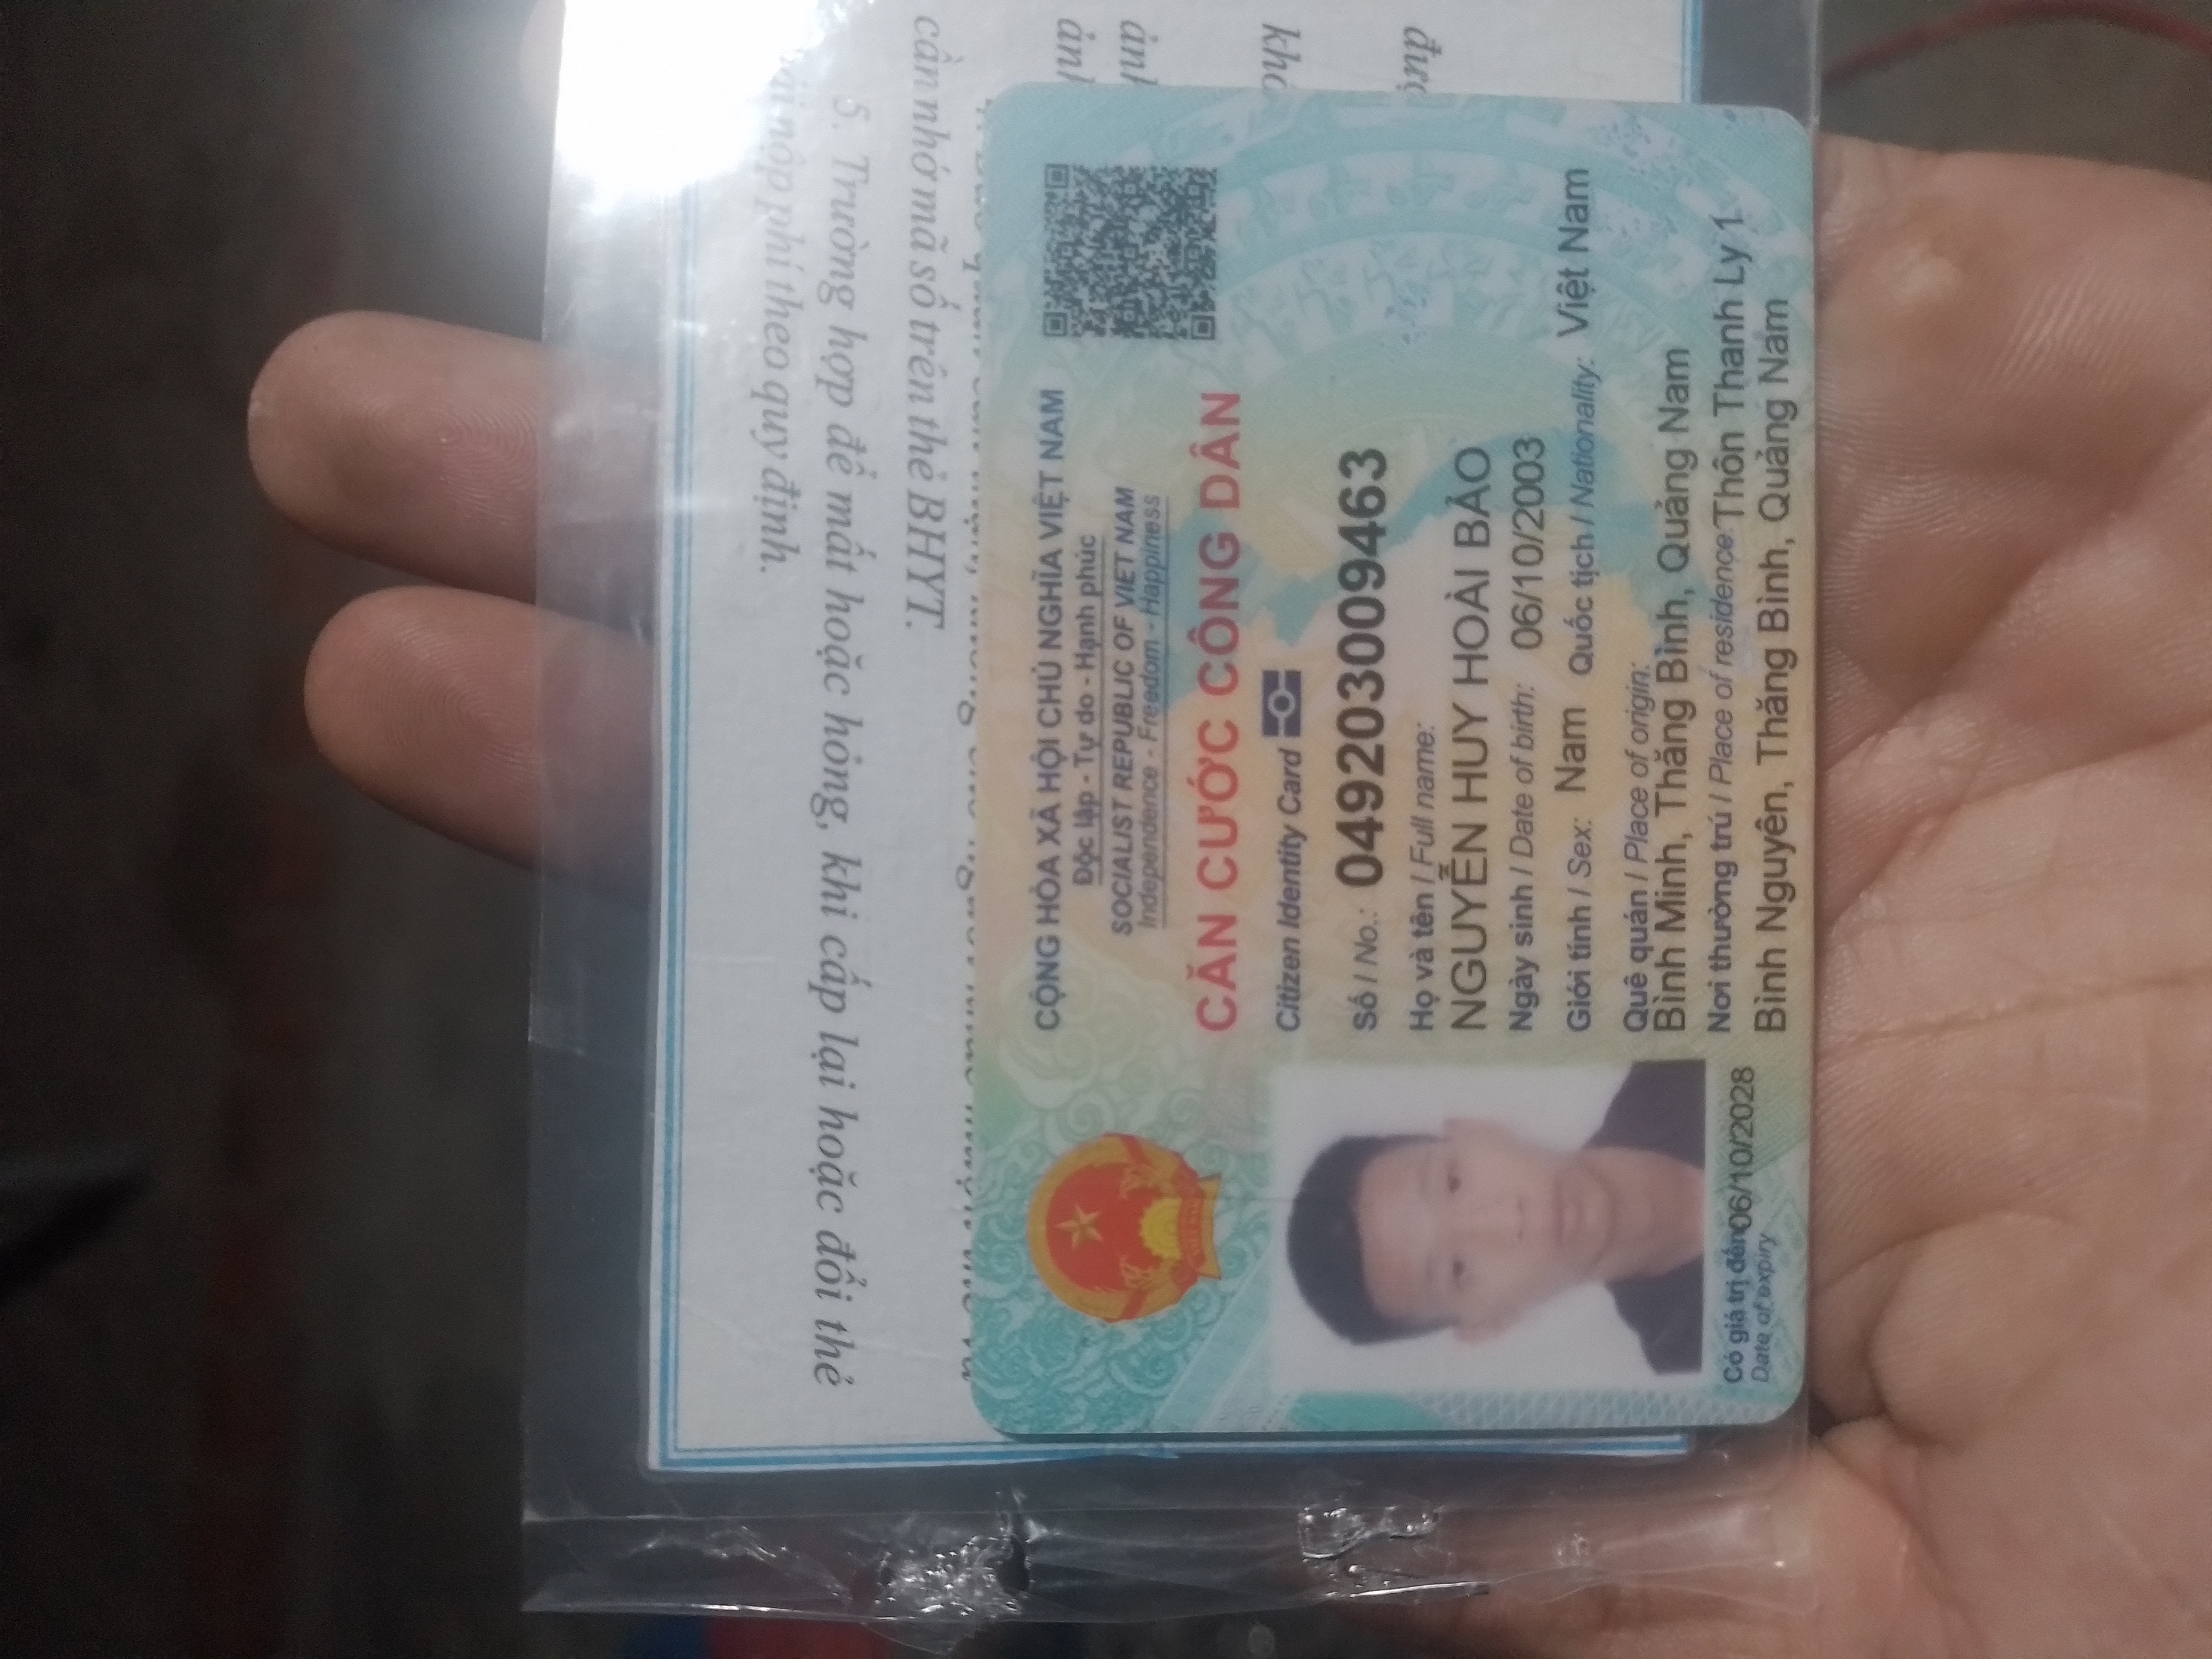 CỘNG HÒA XÃ HỘI CHỦ NGHĨA VIỆT NAM
Độc lập - Tự do - Hạnh phúc
SOCIALIST REPUBLIC OF VIET NAM
Independence - Freedom - Happiness
CĂN CƯỚC CÔNG DÂN
Citizen Identity Card
Số / No.: 049203009463
Họ và tên / Full name:
NGUYỄN HUY HOÀI BẢO
Ngày sinh / Date of birth: 06/10/2003
Giới tính / Sex: Nam Quốc tịch / Nationality: Việt Nam
Quê quán / Place of origin:
Bình Minh, Thăng Bình, Quảng Nam
Nơi thường trú / Place of residence: Thôn Thanh Ly 1
Bình Nguyên, Thăng Bình, Quảng Nam
Có giá trị đến 06/10/2028
Date of expiry
cần nhớ mã số trên thẻ BHYT.
5. Trường hợp để mất hoặc hỏng, khi cấp lại hoặc đổi thẻ
nộp phí theo quy định.